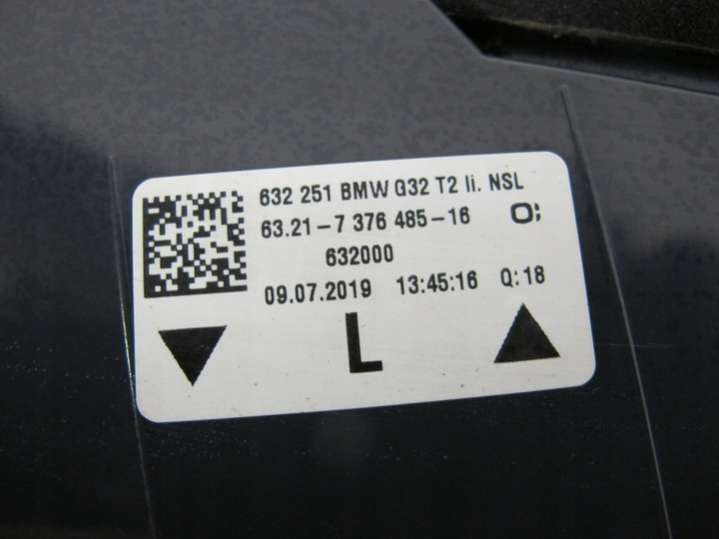 632 251 BMW G32 T2 li. NSL
63.21-7 376 485-16 O;
632000
09.07.2019 13:45:16 Q:18
L